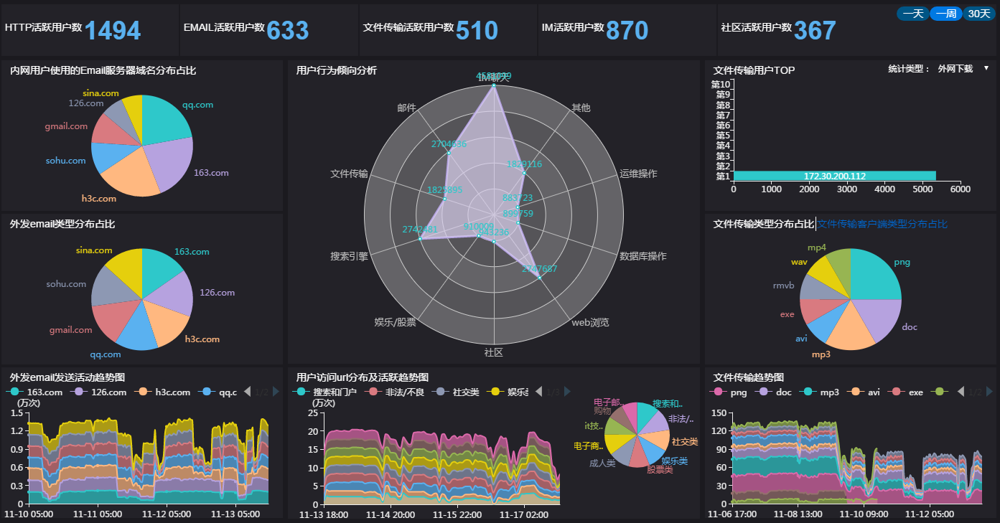 HTTP活跃用户数 1494
EMAIL活跃用户数 633
文件传输活跃用户数 510
IM活跃用户数 870
社区活跃用户数 367
一天 一周 30天
内网用户使用的Email服务器域名分布占比
sina.com
126.com
gmail.com
sohu.com
h3c.com
163.com
qq.com
外发email类型分布占比
sina.com
sohu.com
gmail.com
qq.com
h3c.com
126.com
163.com
用户行为倾向分析
IM聊天
邮件
其他
2704636
1829116
文件传输
运维操作
1825895
883723
899759
2742481
910009
943236
搜索引擎
数据库操作
2747687
娱乐/股票
web浏览
社区
文件传输用户TOP
统计类型： 外网下载
第10
第9
第8
第7
第6
第5
第4
第3
第2
第1
172.30.200.112
0 1000 2000 3000 4000 5000 6000
文件传输类型分布占比 文件传输客户端类型分布占比
mp4
wav
rmvb
exe
avi
mp3
doc
png
外发email发送活动趋势图
163.com 126.com h3c.com qq.c 1/2
(万次)
1.5
1.2
0.9
0.6
0.3
0
11-10 05:00 11-11 05:00 11-12 05:00 11-13 05:00
用户访问url分布及活跃趋势图
搜索和门户 非法/不良 社交类 娱乐 1/3
(万次)
25
20
15
10
5
0
11-13 18:00 11-14 20:00 11-15 22:00 11-17 02:00
电子邮..
购物
it技..
电子商..
成人类
股票类
娱乐类
社交类
非法/..
搜索和..
文件传输趋势图
png doc mp3 avi exe 1/2
150
120
90
60
30
0
11-06 17:00 11-08 13:00 11-10 09:00 11-12 05:00